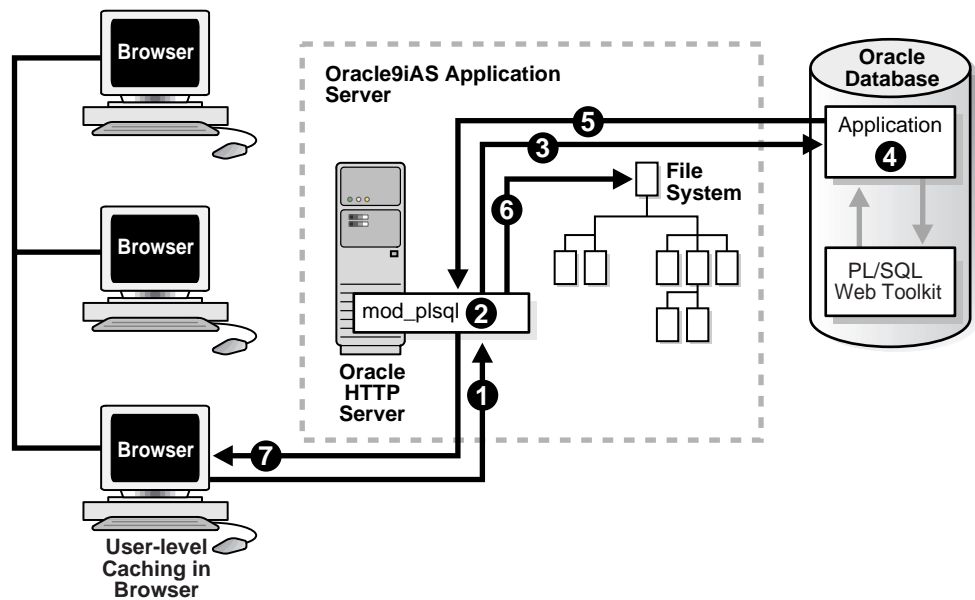 Browser
Oracle9iAS Application
Server
Oracle
Database
5
Application
3
4
File
System
6
Browser
PL/SQL
Web Toolkit
mod_plsql 2
Oracle
HTTP
Server
1
Browser
7
User-level
Caching in
Browser